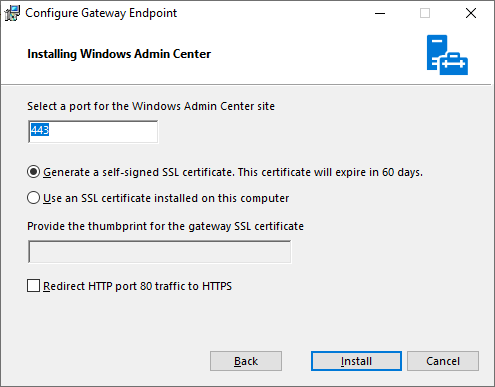 Configure Gateway Endpoint
Installing Windows Admin Center
Select a port for the Windows Admin Center site
443
Generate a self-signed SSL certificate. This certificate will expire in 60 days.
Use an SSL certificate installed on this computer
Provide the thumbprint for the gateway SSL certificate
Redirect HTTP port 80 traffic to HTTPS
Back
Install
Cancel